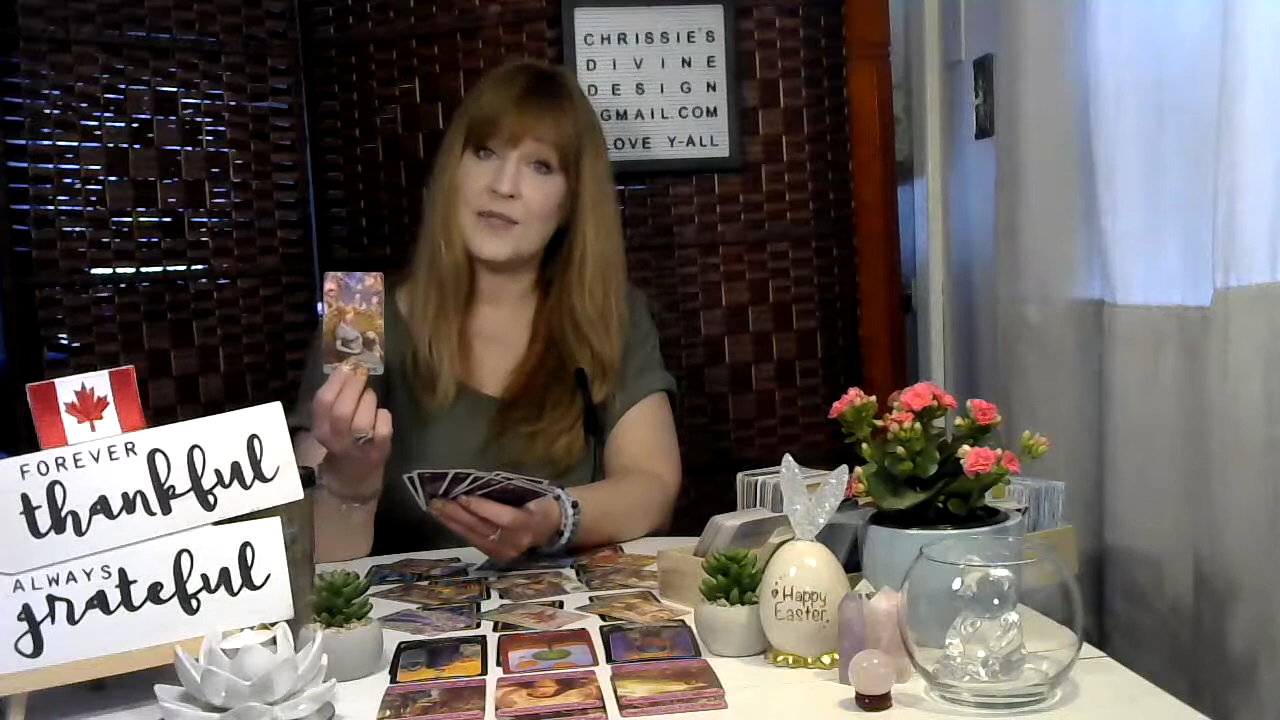 CHRISSIE'S
DIVINE
DESIGN
GMAIL.COM
LOVE Y-ALL
FOREVER
thankful
ALWAYS
grateful
Happy
Easter